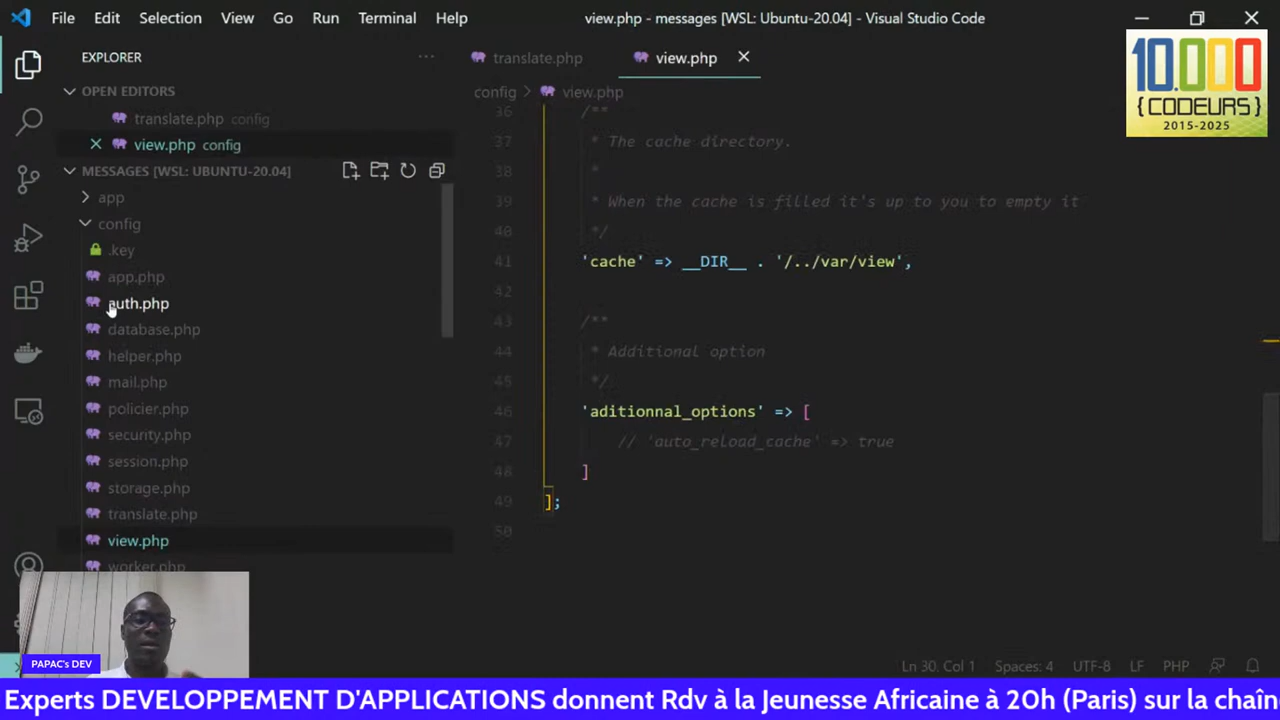 File Edit Selection View Go Run Terminal Help
view.php - messages [WSL: Ubuntu-20.04] - Visual Studio Code
10.000
{CODEURS}
2015-2025
EXPLORER
OPEN EDITORS
translate.php config
view.php config
MESSAGES [WSL: UBUNTU-20.04]
app
config
.key
app.php
auth.php
database.php
helper.php
mail.php
policier.php
security.php
session.php
storage.php
translate.php
view.php
worker.php
translate.php view.php
config > view.php
36 /**
37 * The cache directory.
38 *
39 * When the cache is filled it's up to you to empty it
40 */
41 'cache' => __DIR__ . '/../var/view',
42
43 /**
44 * Additional option
45 */
46 'aditionnal_options' => [
47 // 'auto_reload_cache' => true
48 ]
49 ];
50
PAPAC's DEV
Ln 30, Col 1 Spaces: 4 UTF-8 LF PHP
Experts DEVELOPPEMENT D'APPLICATIONS donnent Rdv à la Jeunesse Africaine à 20h (Paris) sur la chaîn